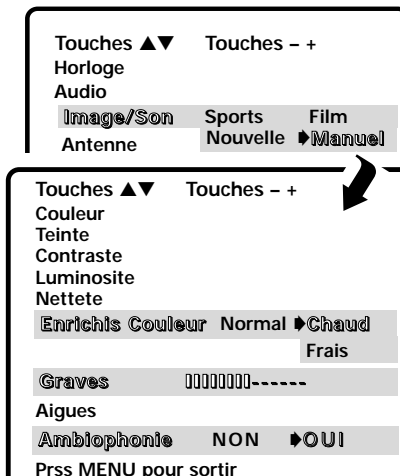 Touches ▲▼ Touches – +
Horloge
Audio
Image/Son Sports Film
Antenne Nouvelle Manuel
Touches ▲▼ Touches – +
Couleur
Teinte
Contraste
Luminosite
Nettete
Enrichis Couleur Normal Chaud
Frais
Graves
Aigues
Ambiophonie NON OUI
Prss MENU pour sortir